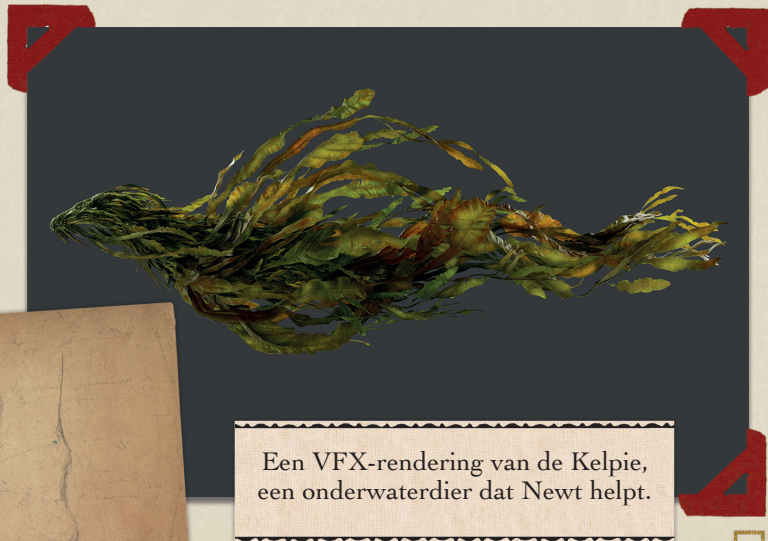 Een VFX-rendering van de Kelpie,
een onderwaterdier dat Newt helpt.